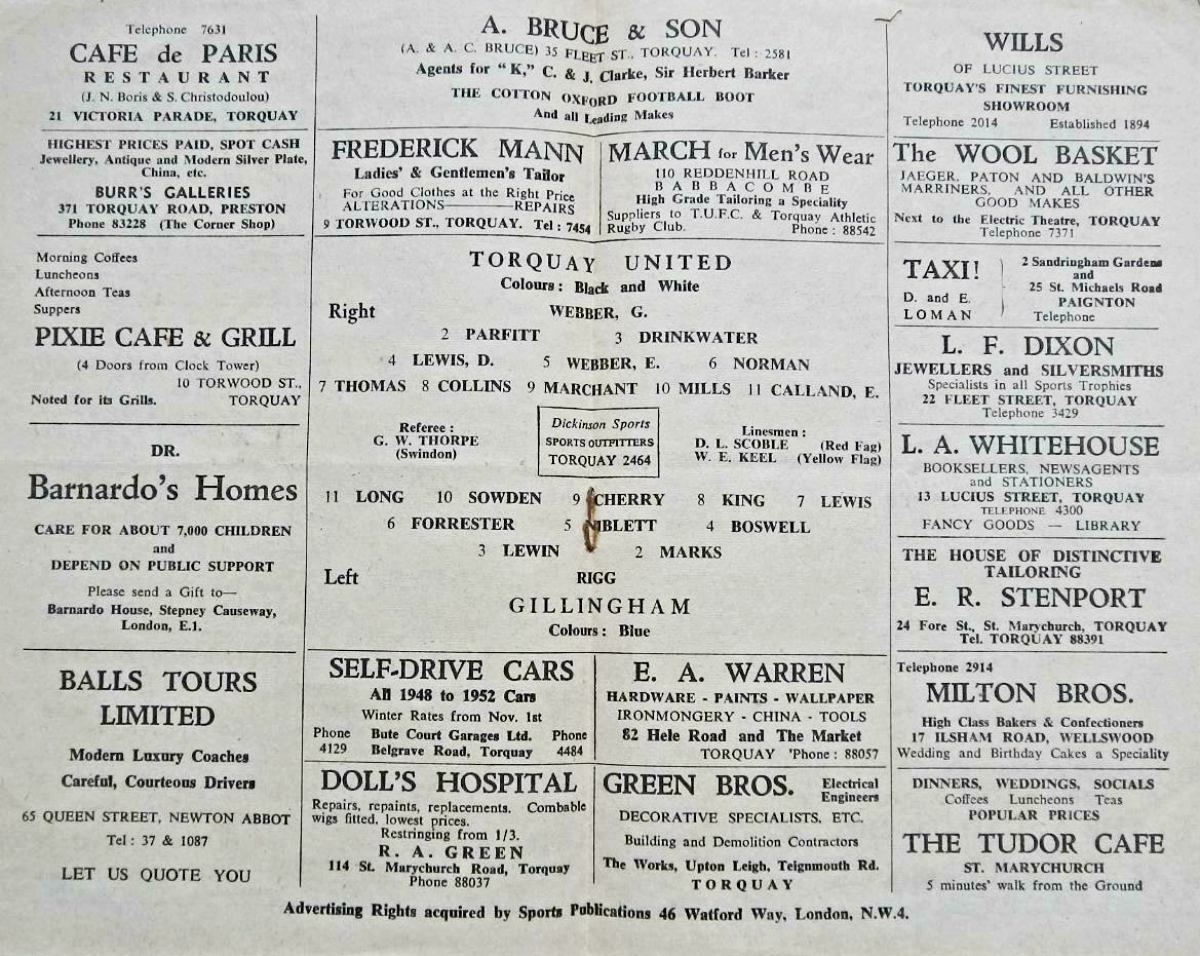 Telephone 7631
CAFE de PARIS
RESTAURANT
(J. N. Boris & S. Christodoulou)
21 VICTORIA PARADE, TORQUAY
HIGHEST PRICES PAID, SPOT CASH
Jewellery, Antique and Modern Silver Plate,
China, etc.
BURR'S GALLERIES
371 TORQUAY ROAD, PRESTON
Phone 83228 (The Corner Shop)
Morning Coffees
Luncheons
Afternoon Teas
Suppers
PIXIE CAFE & GRILL
(4 Doors from Clock Tower)
10 TORWOOD ST.,
Noted for its Grills. TORQUAY
DR.
Barnardo's Homes
CARE FOR ABOUT 7,000 CHILDREN
and
DEPEND ON PUBLIC SUPPORT
Please send a Gift to—
Barnardo House, Stepney Causeway,
London, E.1.
BALLS TOURS
LIMITED
Modern Luxury Coaches
Careful, Courteous Drivers
65 QUEEN STREET, NEWTON ABBOT
Tel : 37 & 1087
LET US QUOTE YOU
A. BRUCE & SON
(A. & A. C. BRUCE) 35 FLEET ST., TORQUAY. Tel : 2581
Agents for "K," C. & J. Clarke, Sir Herbert Barker
THE COTTON OXFORD FOOTBALL BOOT
And all Leading Makes
FREDERICK MANN
Ladies' & Gentlemen's Tailor
For Good Clothes at the Right Price
ALTERATIONS———REPAIRS
9 TORWOOD ST., TORQUAY. Tel : 7454
MARCH for Men's Wear
110 REDDENHILL ROAD
BABBACOMBE
High Grade Tailoring a Speciality
Suppliers to T.U.F.C. & Torquay Athletic
Rugby Club. Phone : 88542
TORQUAY UNITED
Colours : Black and White
Right WEBBER, G.
2 PARFITT 3 DRINKWATER
4 LEWIS, D. 5 WEBBER, E. 6 NORMAN
7 THOMAS 8 COLLINS 9 MARCHANT 10 MILLS 11 CALLAND, E.
Referee :
G. W. THORPE
(Swindon)
Dickinson Sports
SPORTS OUTFITTERS
TORQUAY 2464
Linesmen :
D. L. SCOBLE (Red Fag)
W. E. KEEL (Yellow Flag)
11 LONG 10 SOWDEN 9 CHERRY 8 KING 7 LEWIS
6 FORRESTER 5 NIBLETT 4 BOSWELL
3 LEWIN 2 MARKS
Left RIGG
GILLINGHAM
Colours : Blue
SELF-DRIVE CARS
All 1948 to 1952 Cars
Winter Rates from Nov. 1st
Phone Bute Court Garages Ltd. Phone
4129 Belgrave Road, Torquay 4484
E. A. WARREN
HARDWARE - PAINTS - WALLPAPER
IRONMONGERY - CHINA - TOOLS
82 Hele Road and The Market
TORQUAY 'Phone : 88057
DOLL'S HOSPITAL
Repairs, repaints, replacements. Combable
wigs fitted, lowest prices.
Restringing from 1/3.
R. A. GREEN
114 St. Marychurch Road, Torquay
Phone 88037
GREEN BROS. Electrical
Engineers
DECORATIVE SPECIALISTS, ETC.
Building and Demolition Contractors
The Works, Upton Leigh, Teignmouth Rd.
TORQUAY
WILLS
OF LUCIUS STREET
TORQUAY'S FINEST FURNISHING
SHOWROOM
Telephone 2014 Established 1894
The WOOL BASKET
JAEGER, PATON AND BALDWIN'S
MARRINERS, AND ALL OTHER
GOOD MAKES
Next to the Electric Theatre, TORQUAY
Telephone 7371
TAXI!
D. and E.
LOMAN
2 Sandringham Gardens
and
25 St. Michaels Road
PAIGNTON
Telephone
L. F. DIXON
JEWELLERS and SILVERSMITHS
Specialists in all Sports Trophies
22 FLEET STREET, TORQUAY
Telephone 3429
L. A. WHITEHOUSE
BOOKSELLERS, NEWSAGENTS
and STATIONERS
13 LUCIUS STREET, TORQUAY
TELEPHONE 4300
FANCY GOODS — LIBRARY
THE HOUSE OF DISTINCTIVE
TAILORING
E. R. STENPORT
24 Fore St., St. Marychurch, TORQUAY
Tel. TORQUAY 88391
Telephone 2914
MILTON BROS.
High Class Bakers & Confectioners
17 ILSHAM ROAD, WELLSWOOD
Wedding and Birthday Cakes a Speciality
DINNERS, WEDDINGS, SOCIALS
Coffees Luncheons Teas
POPULAR PRICES
THE TUDOR CAFE
ST. MARYCHURCH
5 minutes' walk from the Ground
Advertising Rights acquired by Sports Publications 46 Watford Way, London, N.W.4.